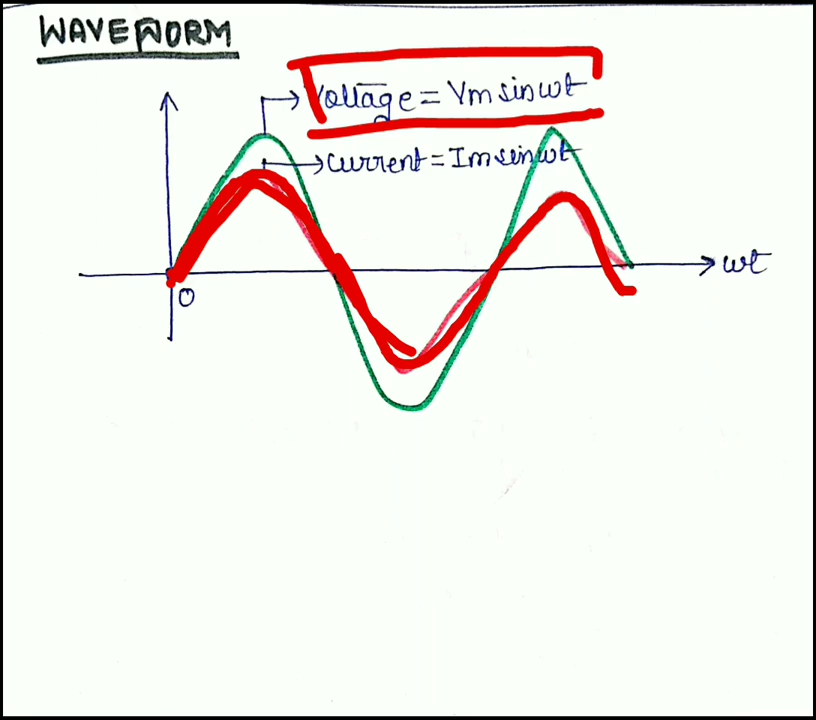 WAVEFORM
Voltage = Vm sin wt
Current = Im sin wt
0
wt